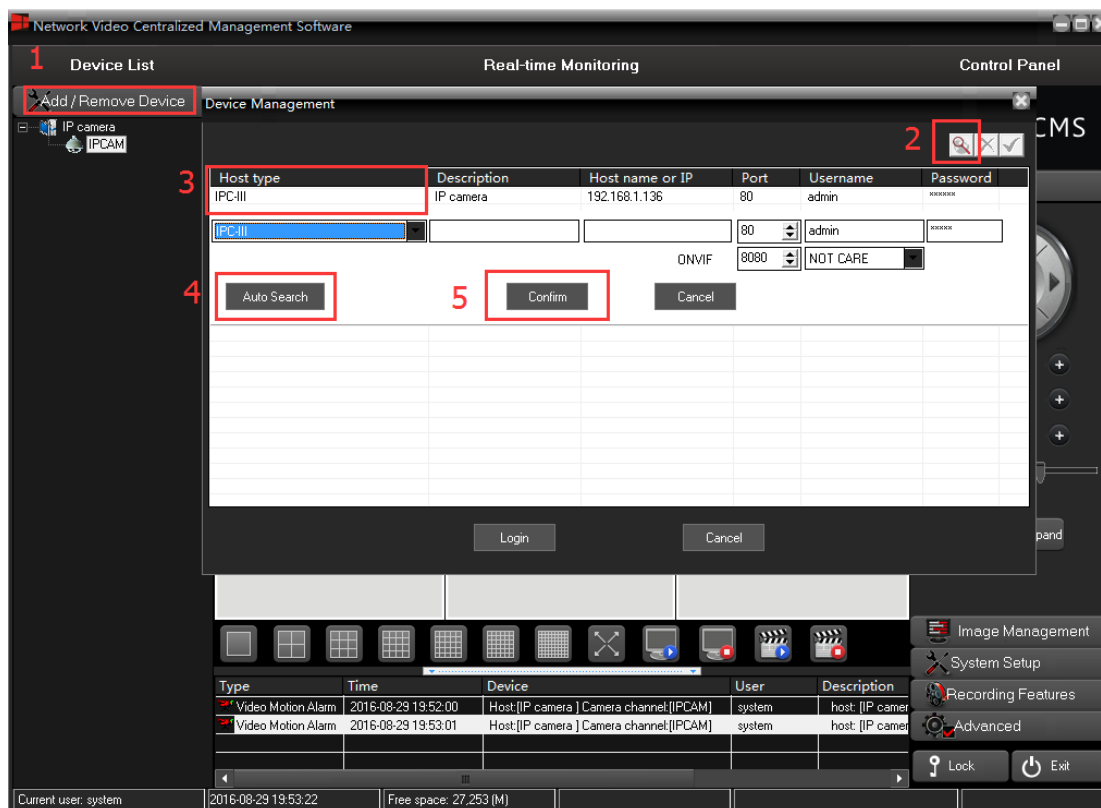 Network Video Centralized Management Software
1 Device List Real-time Monitoring Control Panel
Add / Remove Device
Device Management
IP camera
IPCAM
2
CMS
3 Host type Description Host name or IP Port Username Password
IPC-III IP camera 192.168.1.136 80 admin ******
IPC-III 80 admin *****
ONVIF 8080 NOT CARE
4 Auto Search 5 Confirm Cancel
Login Cancel
pand
Image Management
System Setup
Recording Features
Advanced
Lock Exit
Type Time Device User Description
Video Motion Alarm 2016-08-29 19:52:00 Host:[IP camera ] Camera channel:[IPCAM] system host: [IP camer
Video Motion Alarm 2016-08-29 19:53:01 Host:[IP camera ] Camera channel:[IPCAM] system host: [IP camer
Current user: system 2016-08-29 19:53:22 Free space: 27,253 (M)